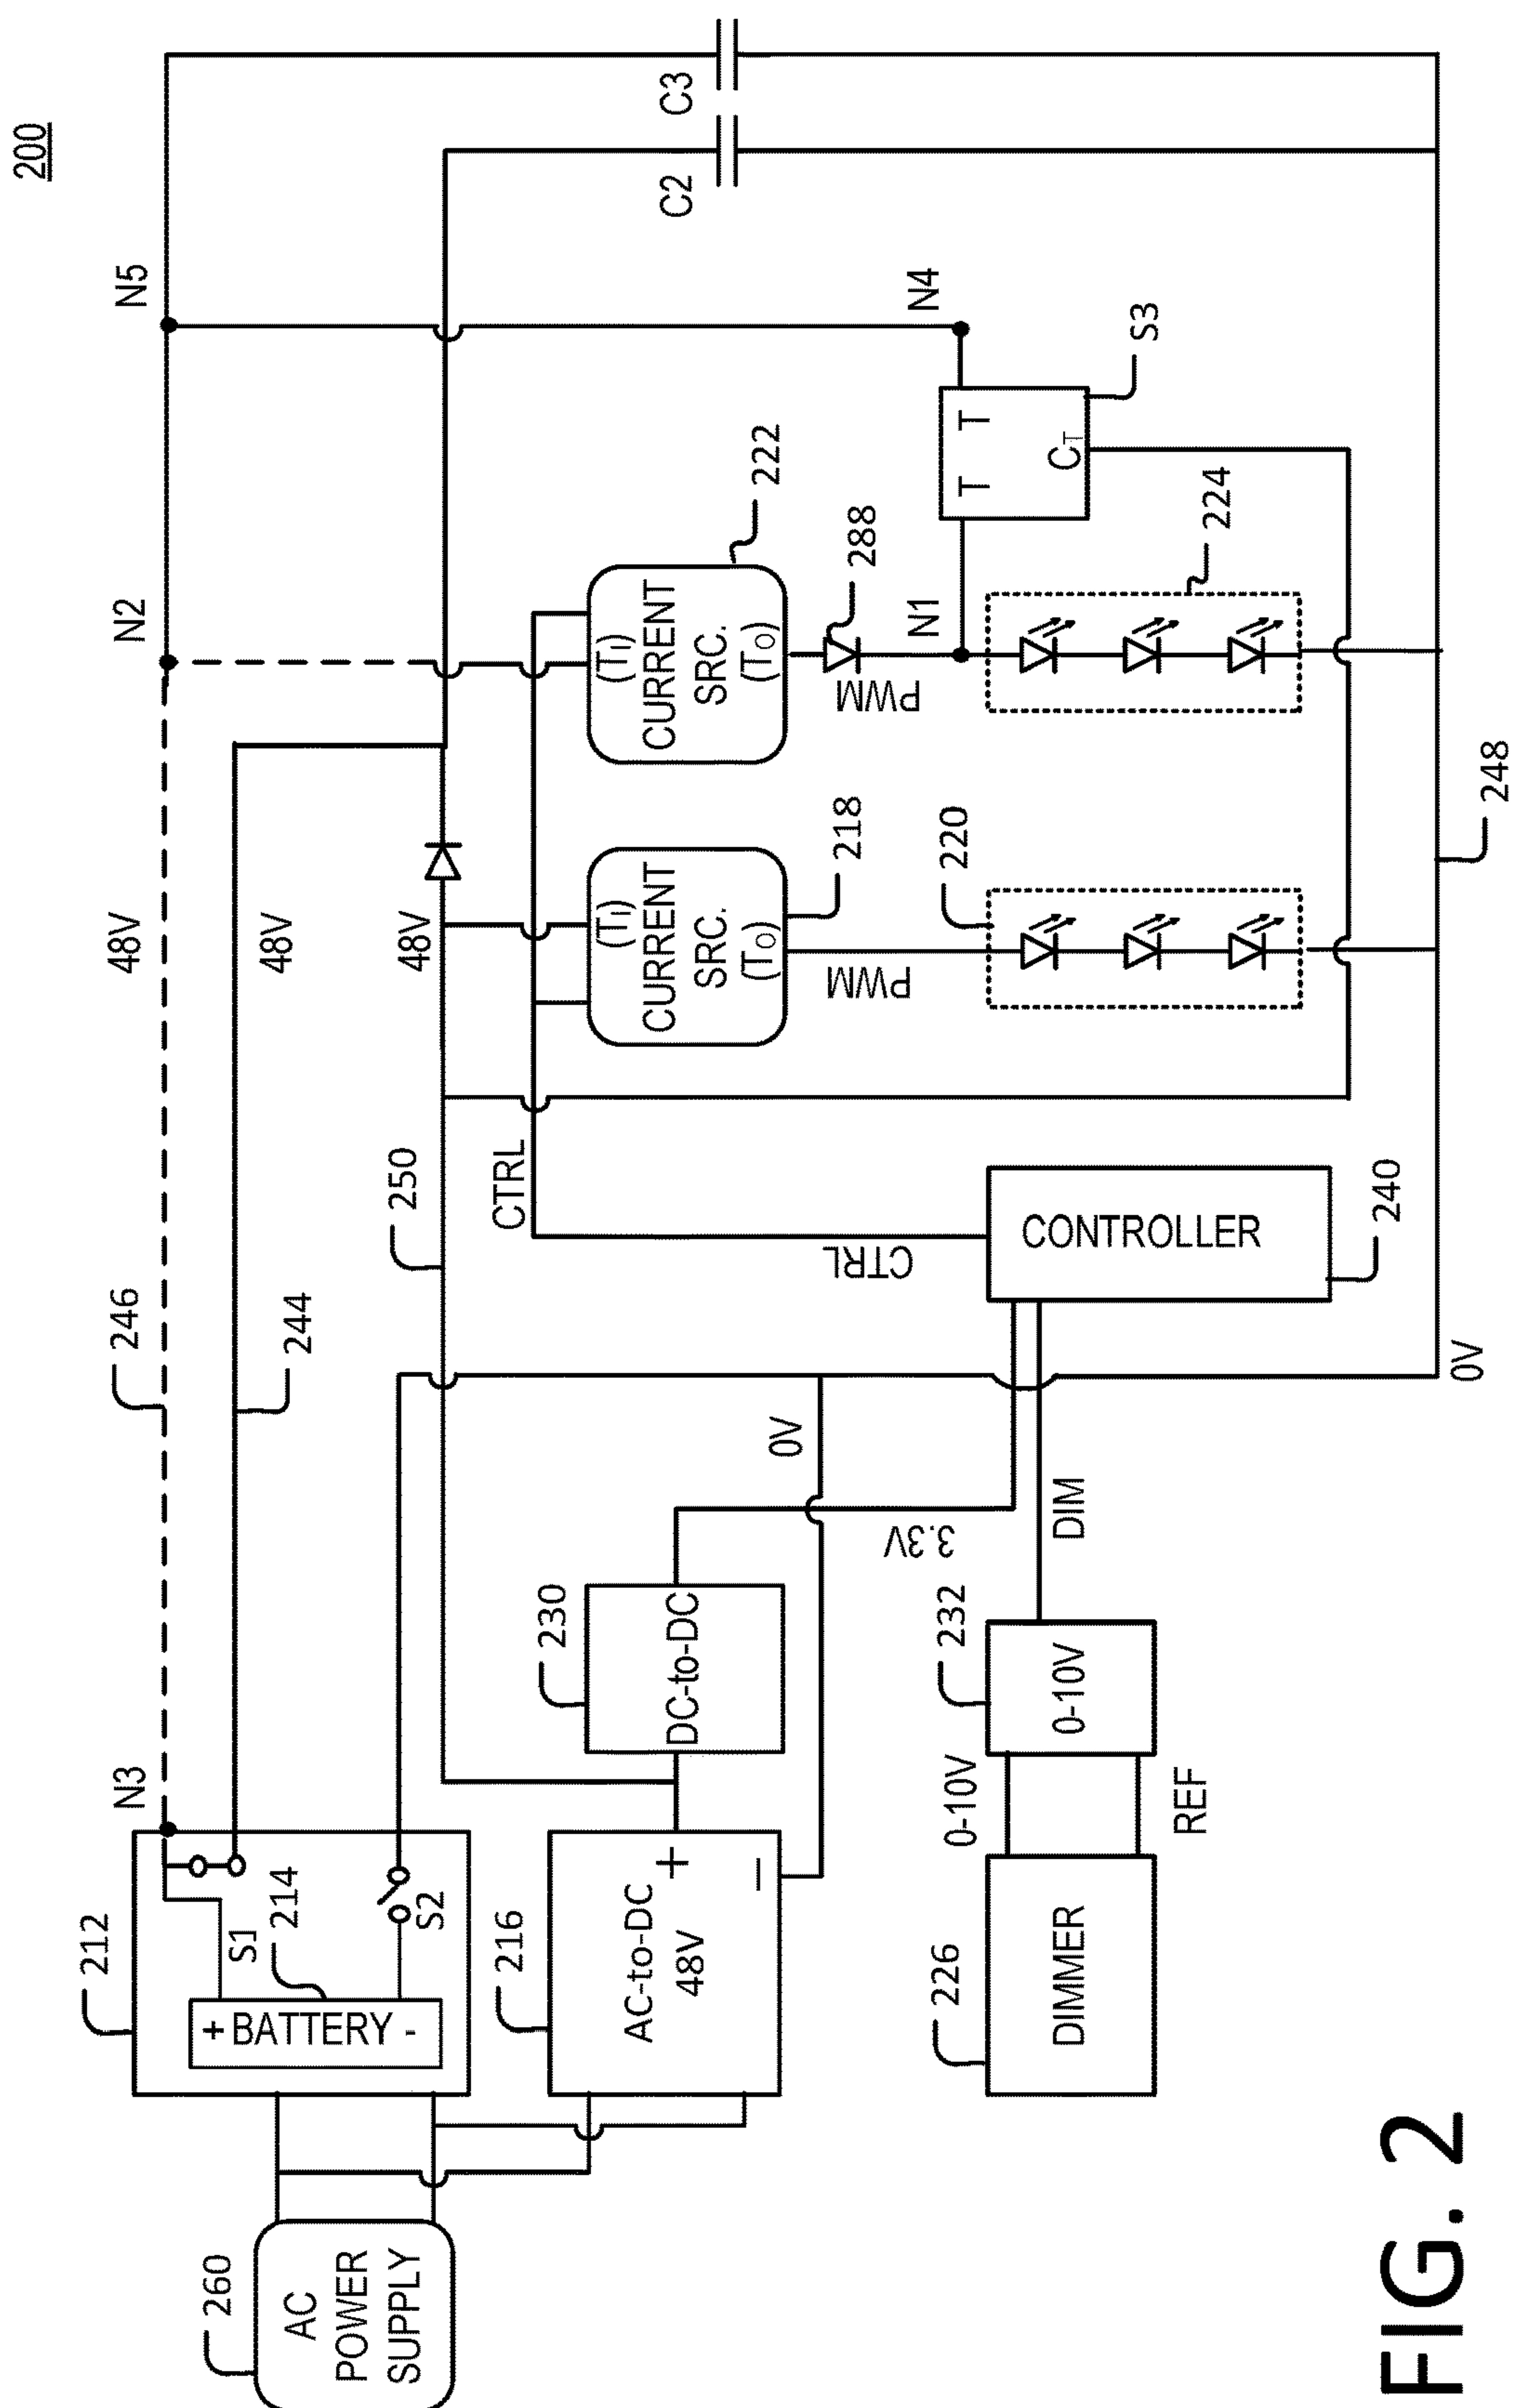 200
260
AC
POWER
SUPPLY
212
+ BATTERY -
S1
214
S2
N3
246
244
48V
48V
48V
N2
N5
216
AC-to-DC
48V
+
−
230
DC-to-DC
250
CTRL
CTRL
0V
3.3V
226
DIMMER
0-10V
REF
232
0-10V
DIM
CONTROLLER
240
0V
(TI)
CURRENT
SRC.
(TO)
218
PWM
220
(TI)
CURRENT
SRC.
(TO)
222
288
PWM
N1
224
T T
CT
S3
N4
C2
C3
248
FIG. 2